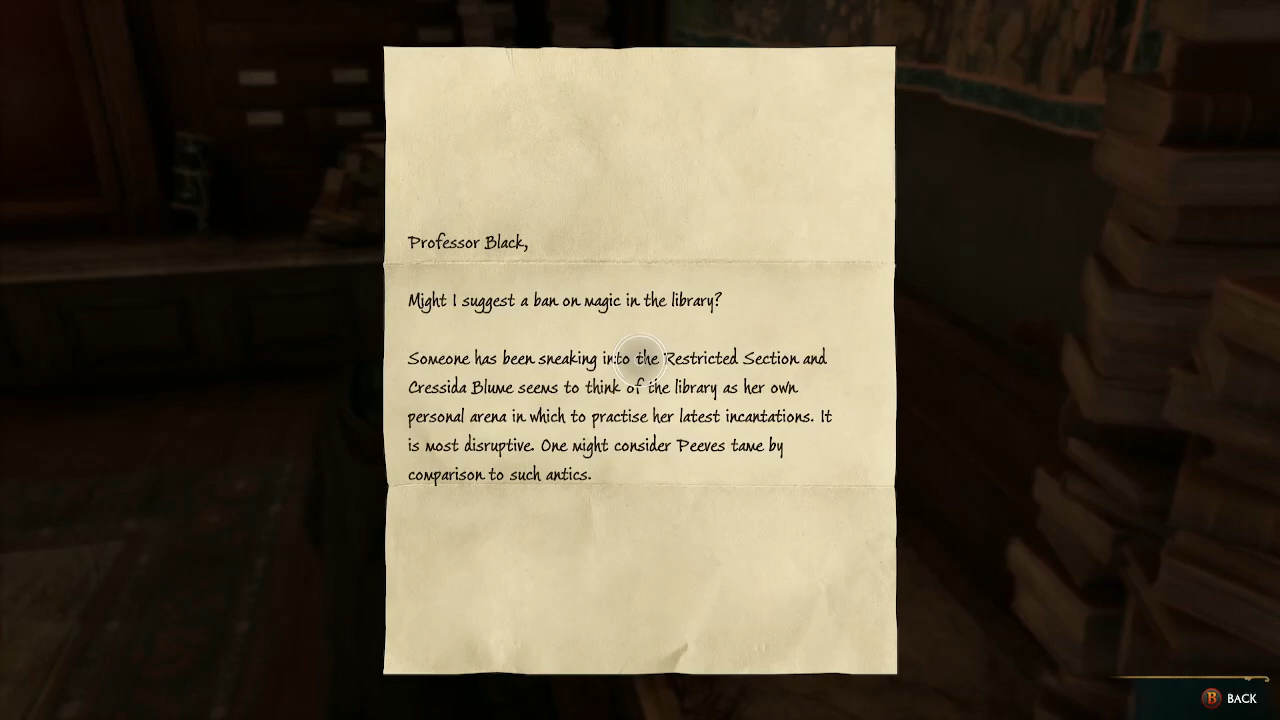 Professor Black,
Might I suggest a ban on magic in the library?
Someone has been sneaking into the Restricted Section and
Cressida Blume seems to think of the library as her own
personal arena in which to practise her latest incantations. It
is most disruptive. One might consider Peeves tame by
comparison to such antics.
B BACK